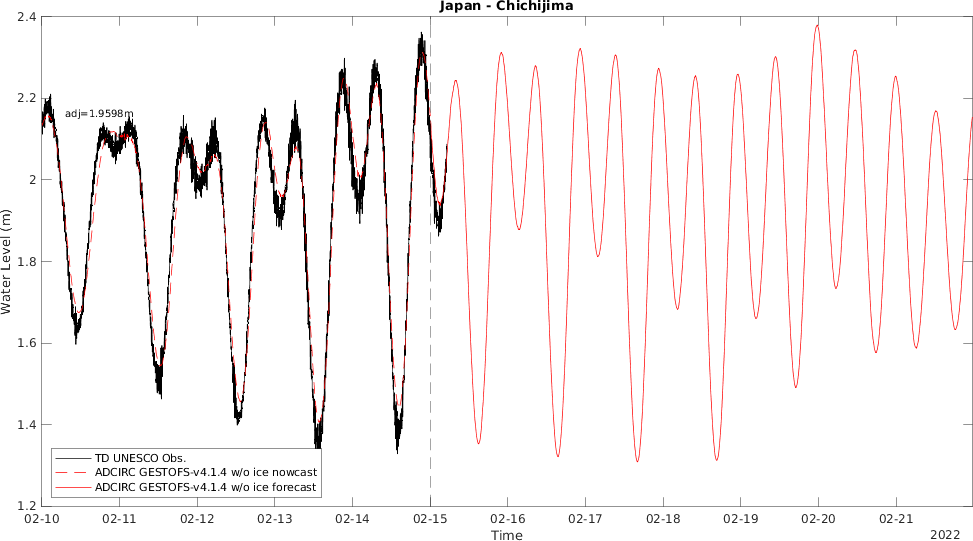 Japan - Chichijima
2.4
2.2
2
1.8
1.6
1.4
1.2
Water Level (m)
adj=1.9598m
TD UNESCO Obs.
ADCIRC GESTOFS-v4.1.4 w/o ice nowcast
ADCIRC GESTOFS-v4.1.4 w/o ice forecast
02-10 02-11 02-12 02-13 02-14 02-15 02-16 02-17 02-18 02-19 02-20 02-21
Time
2022